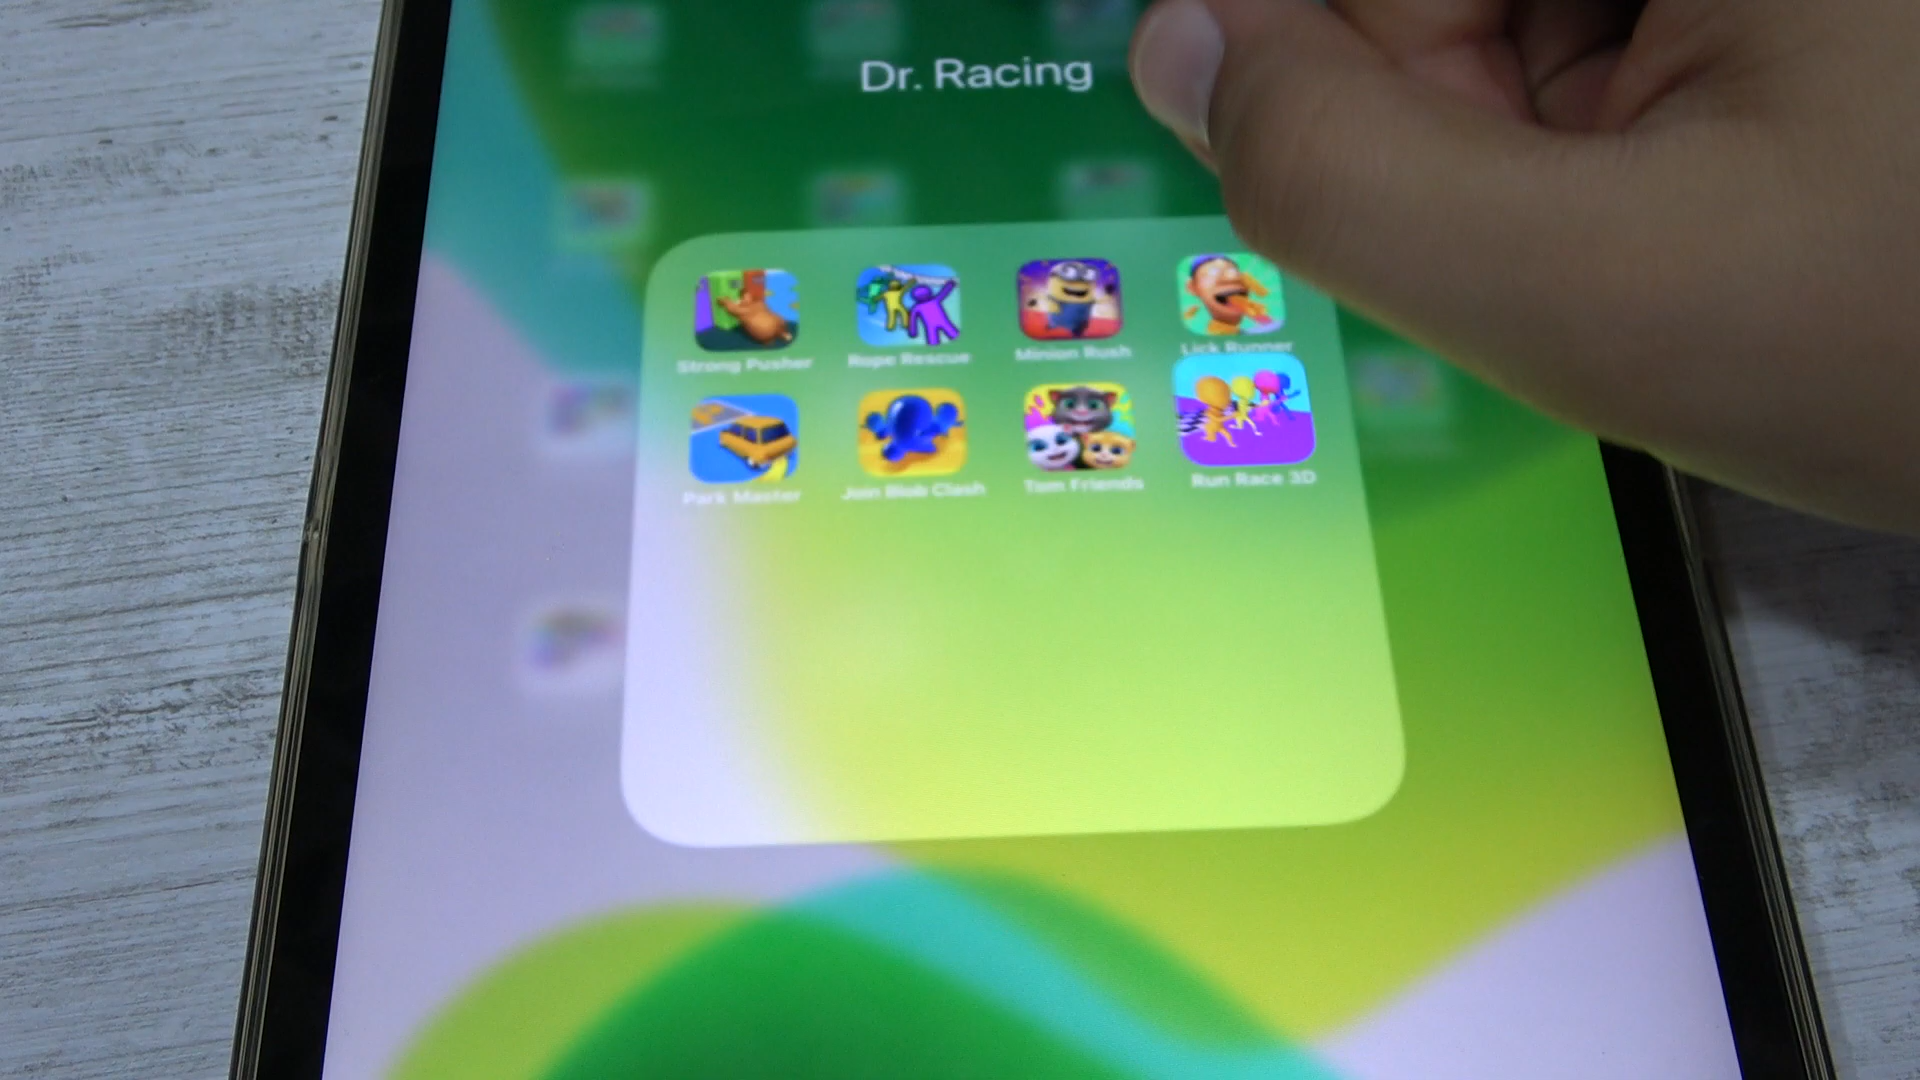 Dr. Racing
Strong Pusher
Rope Rescue
Minion Rush
Lick Runner
Park Master
Join Blob Clash
Tom Friends
Run Race 3D